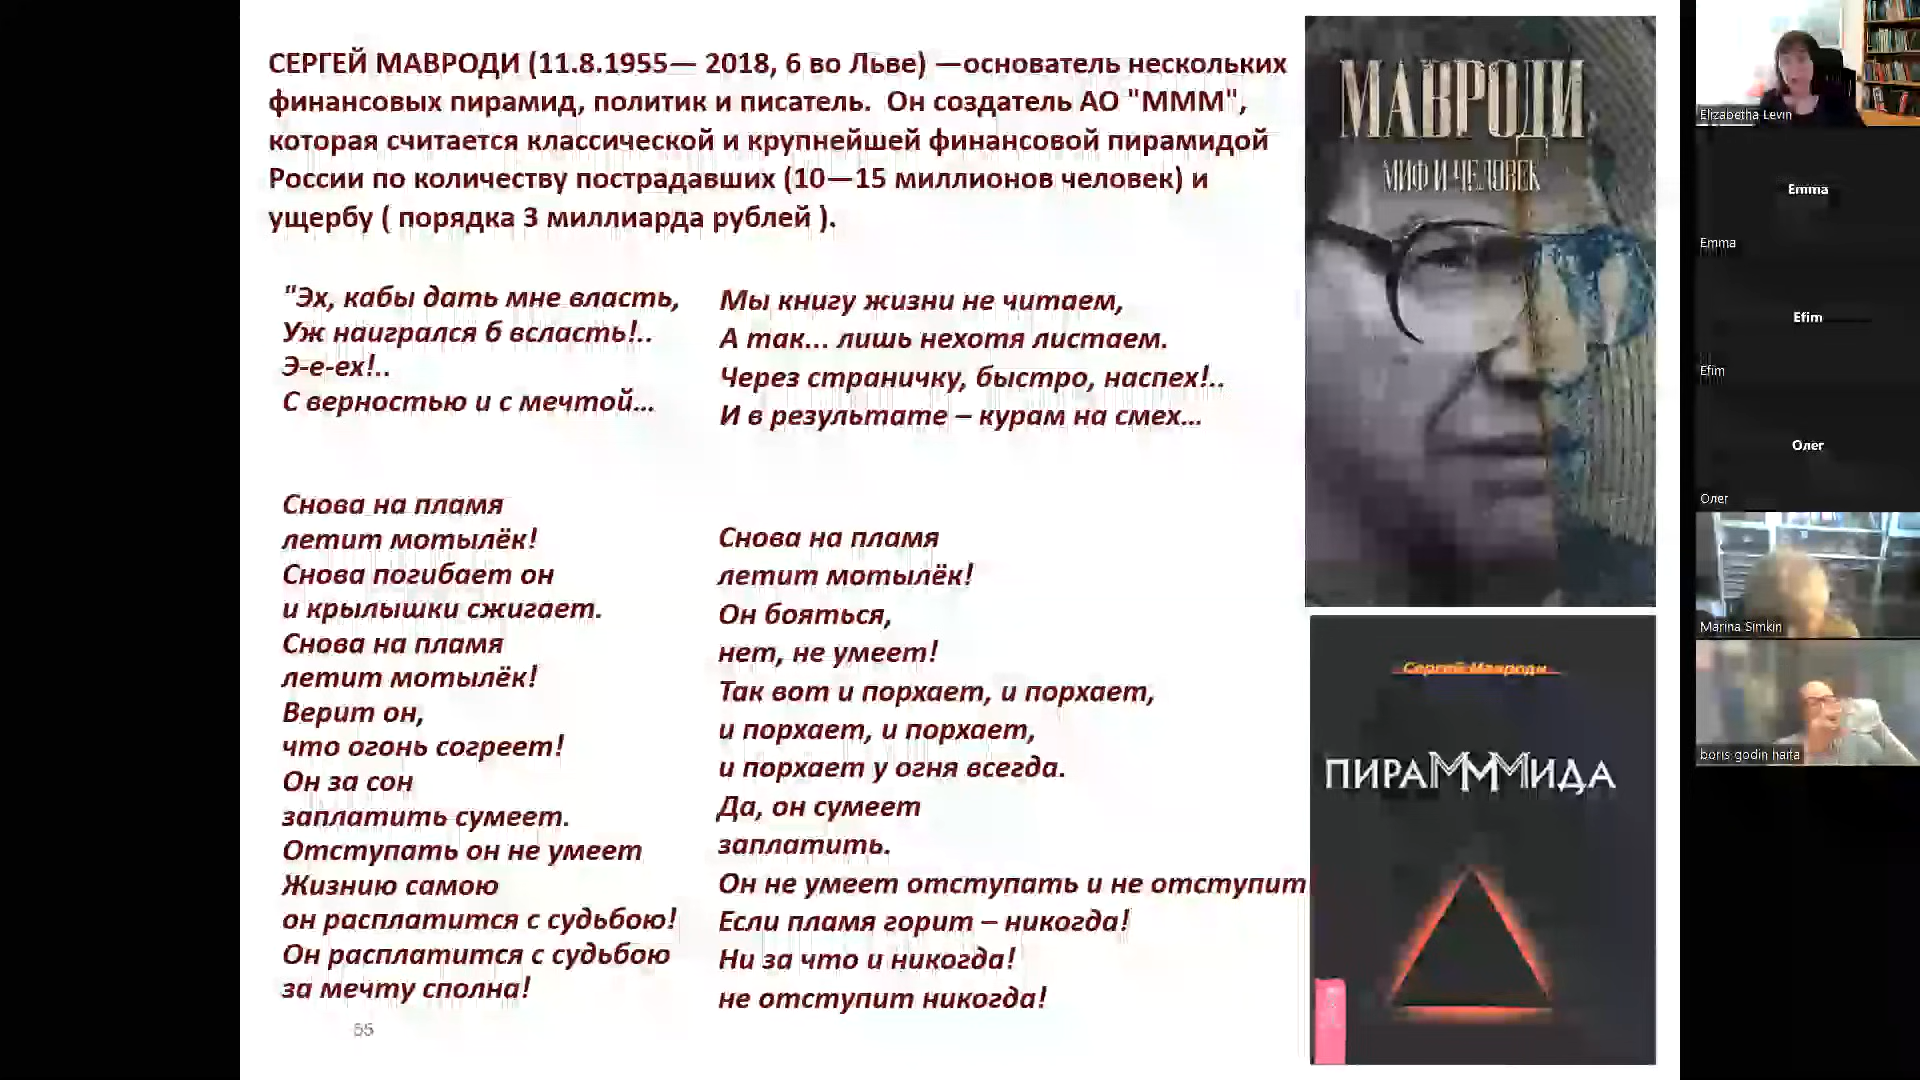 СЕРГЕЙ МАВРОДИ (11.8.1955— 2018, 6 во Льве) —основатель нескольких
финансовых пирамид, политик и писатель. Он создатель АО "МММ",
которая считается классической и крупнейшей финансовой пирамидой
России по количеству пострадавших (10—15 миллионов человек) и
ущербу ( порядка 3 миллиарда рублей ).
"Эх, кабы дать мне власть,
Уж наигрался б всласть!..
Э-е-ех!..
С верностью и с мечтой...
Мы книгу жизни не читаем,
А так... лишь нехотя листаем.
Через страничку, быстро, наспех!..
И в результате – курам на смех...
Снова на пламя
летит мотылёк!
Снова погибает он
и крылышки сжигает.
Снова на пламя
летит мотылёк!
Верит он,
что огонь согреет!
Он за сон
заплатить сумеет.
Отступать он не умеет
Жизнию самою
он расплатится с судьбою!
Он расплатится с судьбою
за мечту сполна!
Снова на пламя
летит мотылёк!
Он бояться,
нет, не умеет!
Так вот и порхает, и порхает,
и порхает, и порхает,
и порхает у огня всегда.
Да, он сумеет
заплатить.
Он не умеет отступать и не отступит
Если пламя горит – никогда!
Ни за что и никогда!
не отступит никогда!
55
МАВРОДИ
МИФ И ЧЕЛОВЕК
Сергей Мавроди
ПИРАМММИДА
Elizabetha Levin
Emma
Emma
Efim
Efim
Олег
Олег
Marina Simkin
boris godin haifa